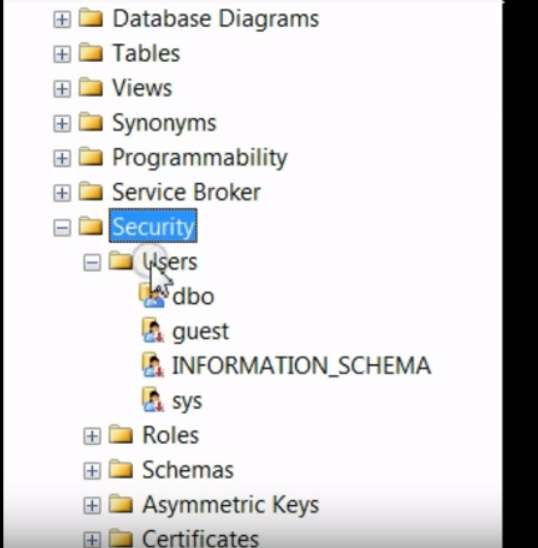 Database Diagrams
Tables
Views
Synonyms
Programmability
Service Broker
Security
Users
dbo
guest
INFORMATION_SCHEMA
sys
Roles
Schemas
Asymmetric Keys
Certificates